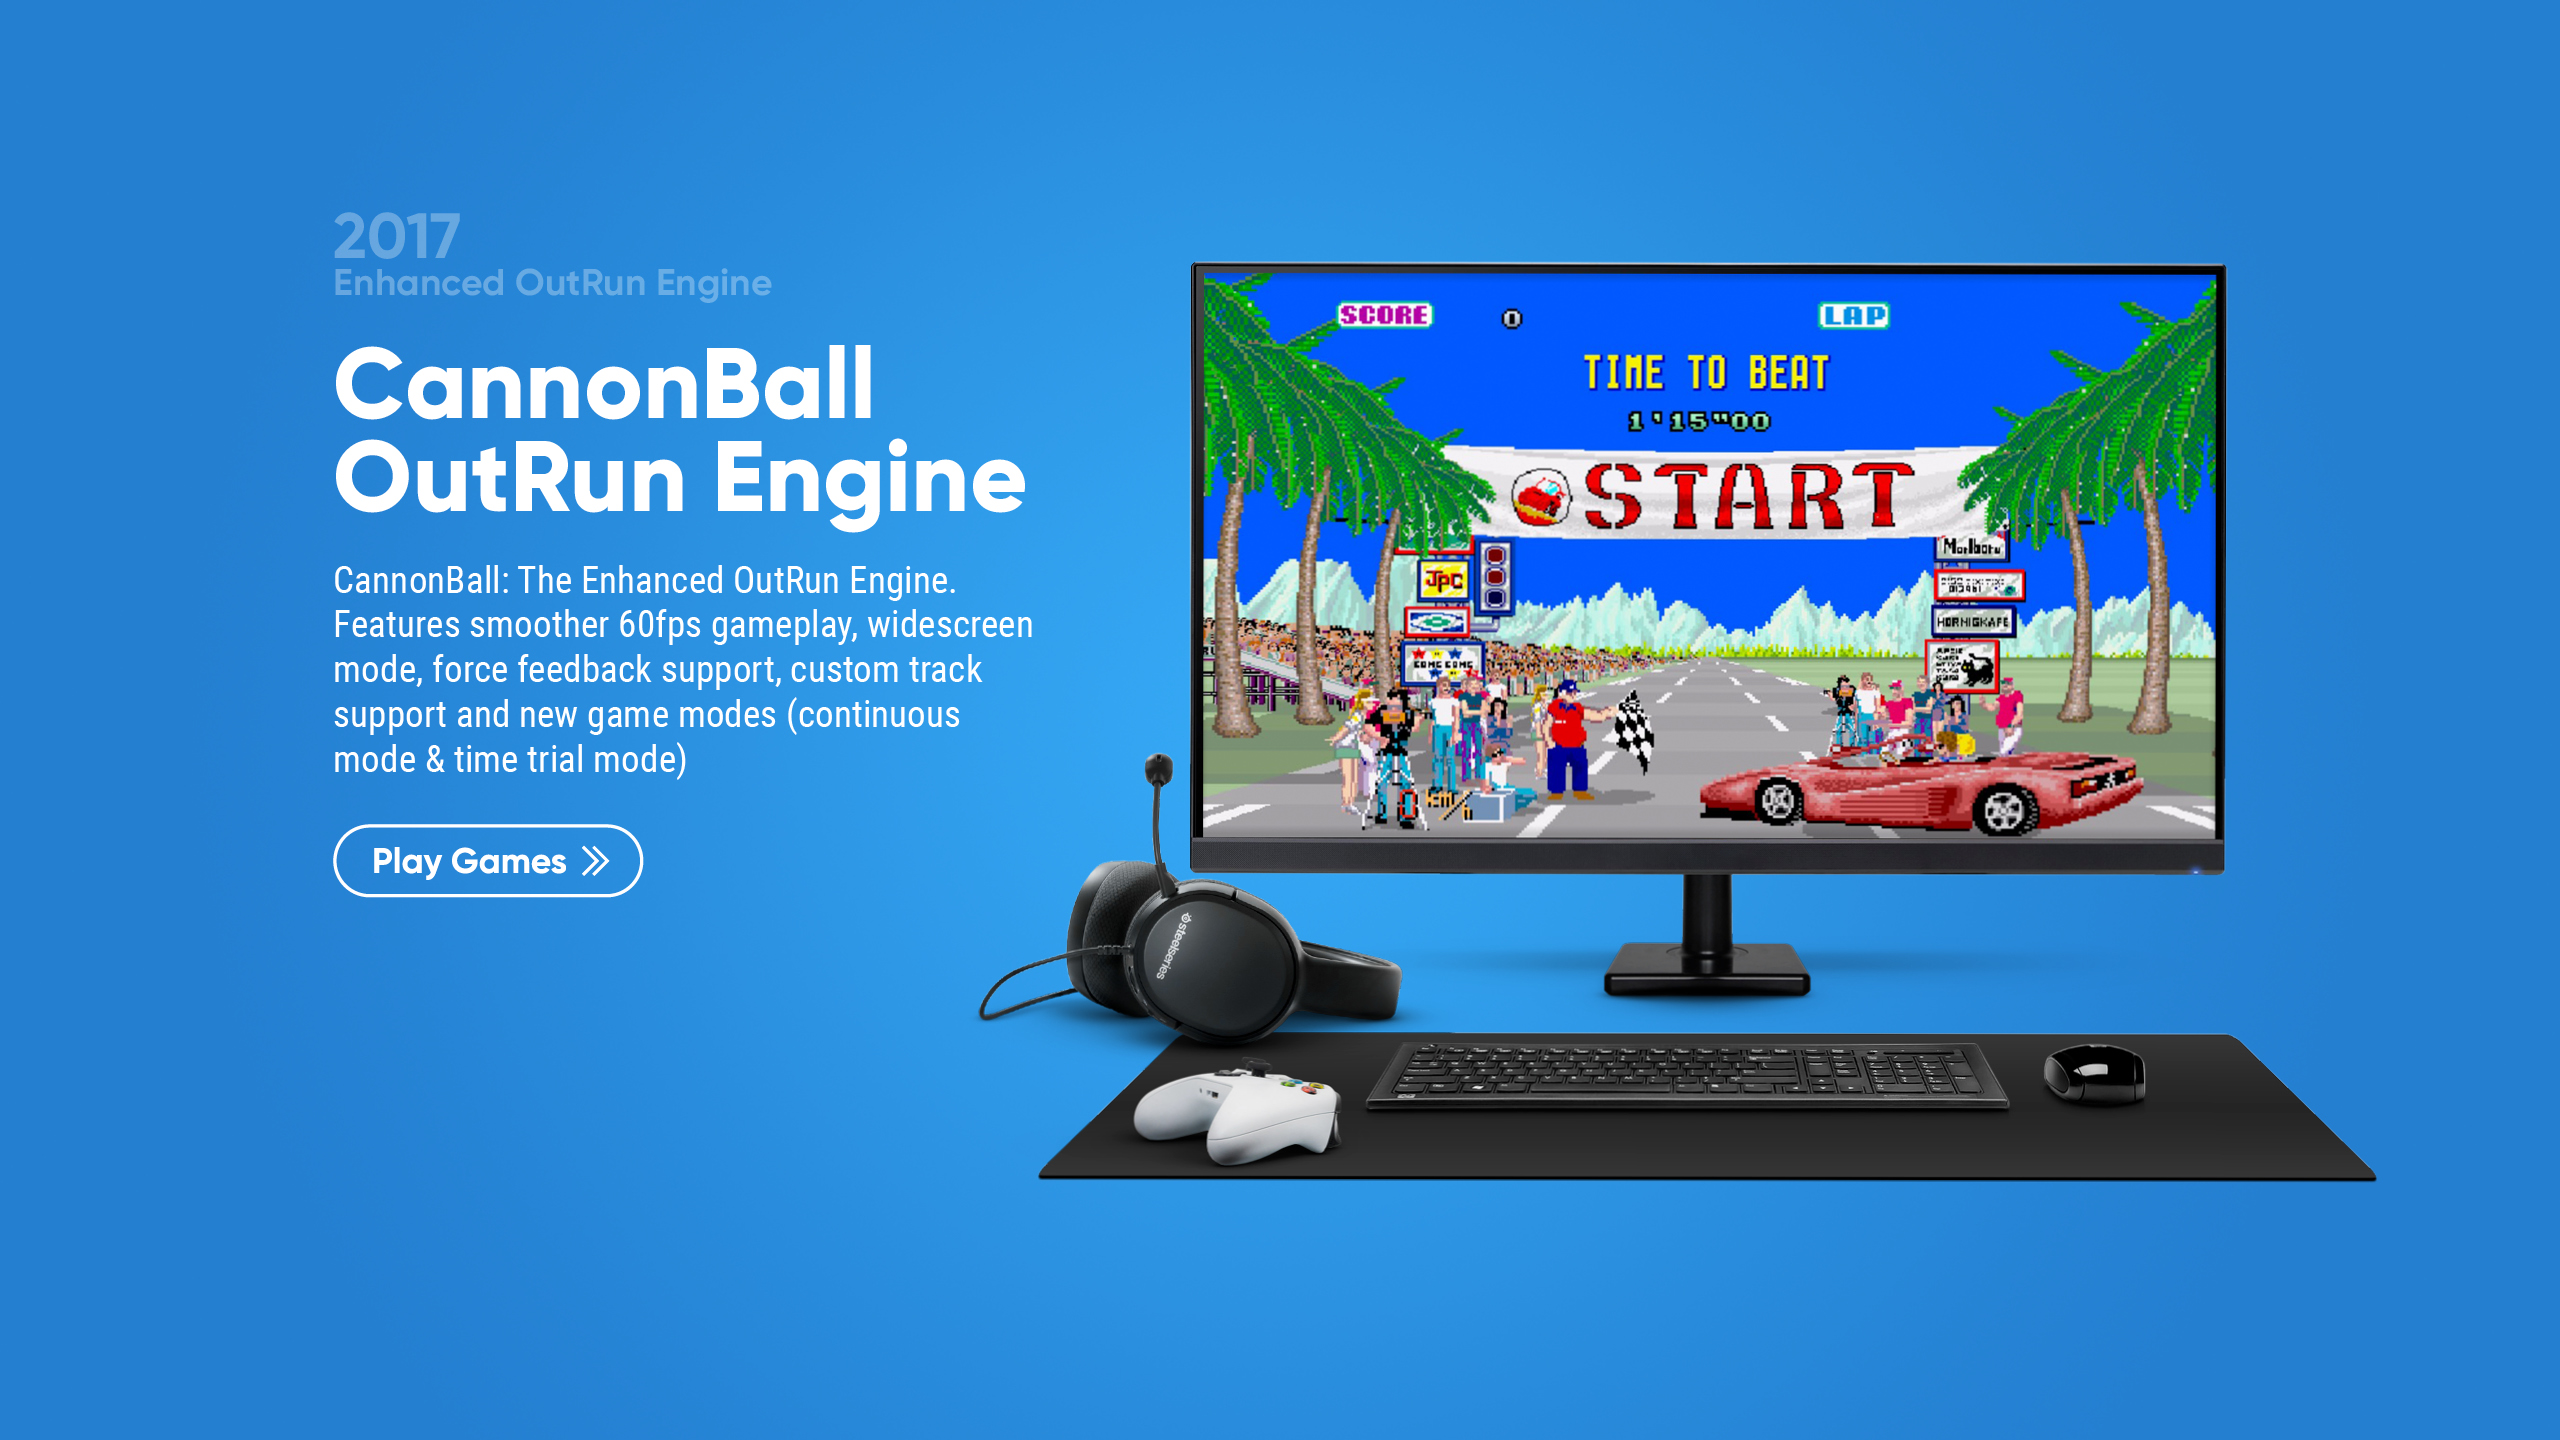 2017
Enhanced OutRun Engine
CannonBall
OutRun Engine
CannonBall: The Enhanced OutRun Engine.
Features smoother 60fps gameplay, widescreen
mode, force feedback support, custom track
support and new game modes (continuous
mode & time trial mode)
Play Games
SCORE 0 LAP
TIME TO BEAT
1'15"00
START
Marlboro
JPC
HORNIGKAFE
km/h
steelseries